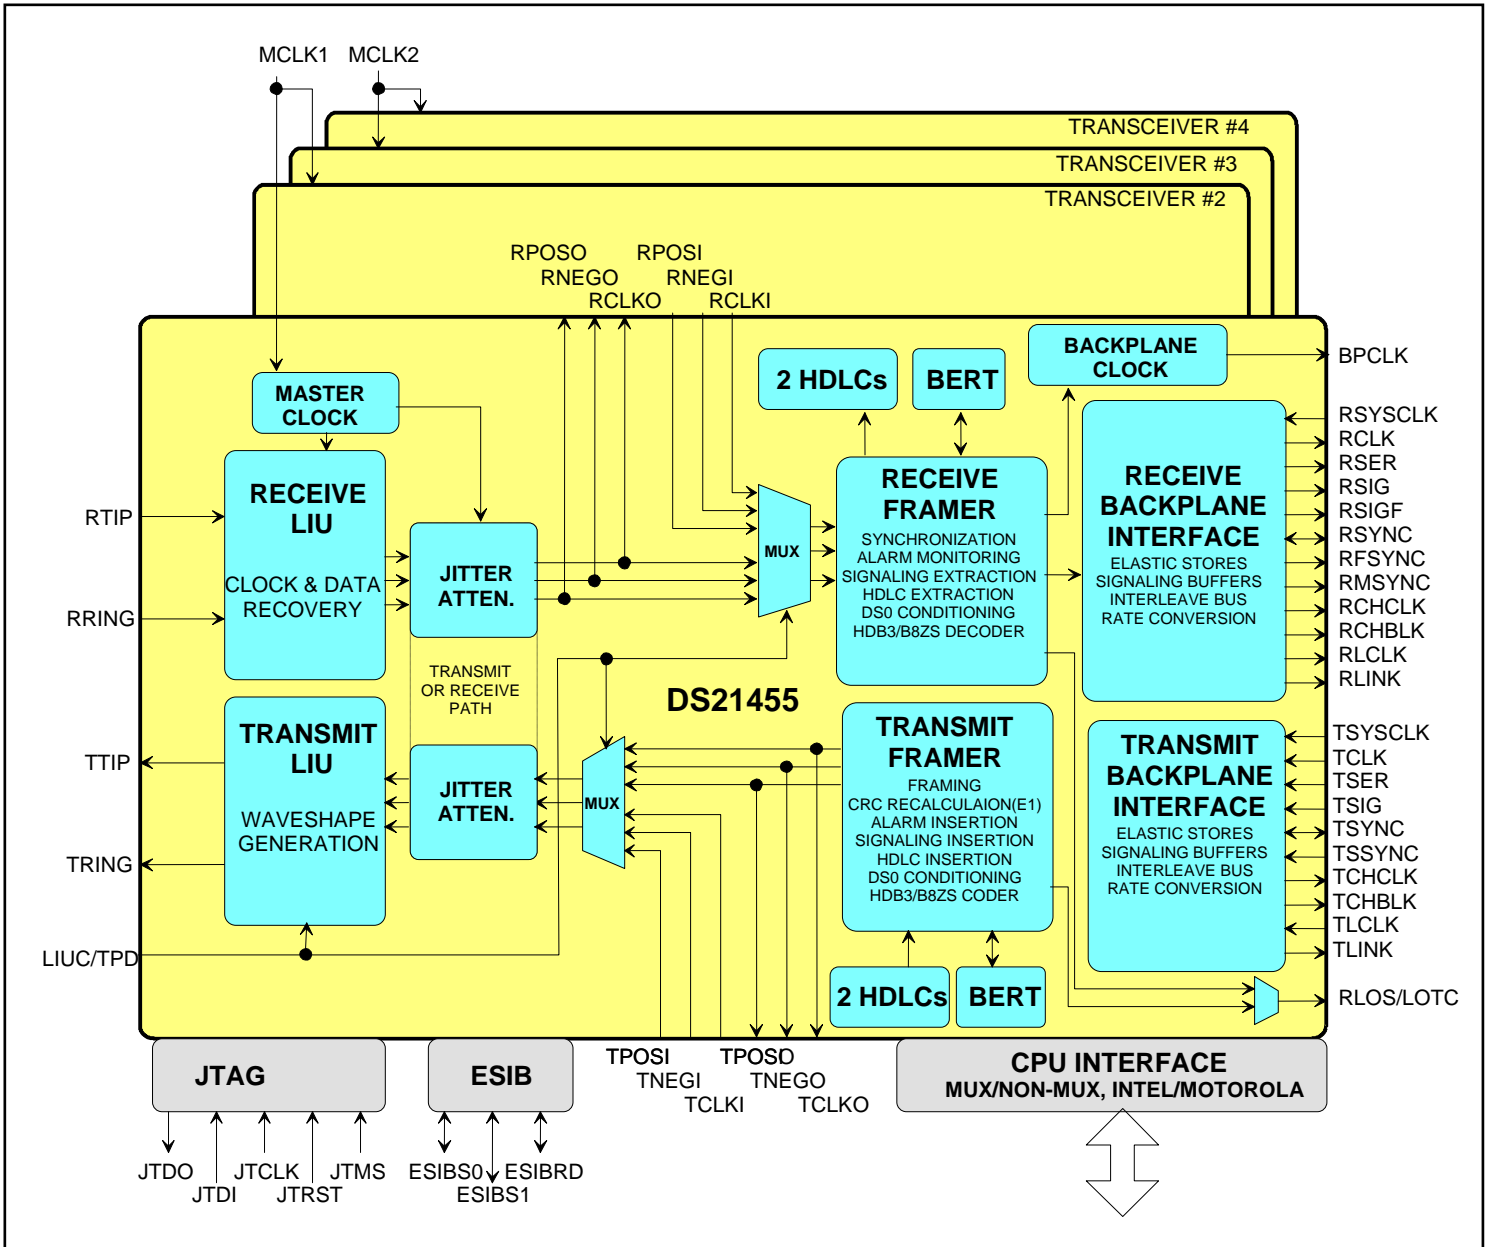 MCLK1
MCLK2
TRANSCEIVER #4
TRANSCEIVER #3
TRANSCEIVER #2
RPOSO
RNEGO
RCLKO
RPOSI
RNEGI
RCLKI
MASTER
CLOCK
2 HDLCs
BERT
BACKPLANE
CLOCK
BPCLK
RECEIVE
LIU
CLOCK & DATA
RECOVERY
RTIP
RRING
JITTER
ATTEN.
MUX
RECEIVE
FRAMER
SYNCHRONIZATION
ALARM MONITORING
SIGNALING EXTRACTION
HDLC EXTRACTION
DS0 CONDITIONING
HDB3/B8ZS DECODER
RECEIVE
BACKPLANE
INTERFACE
ELASTIC STORES
SIGNALING BUFFERS
INTERLEAVE BUS
RATE CONVERSION
RSYSCLK
RCLK
RSER
RSIG
RSIGF
RSYNC
RFSYNC
RMSYNC
RCHCLK
RCHBLK
RLCLK
RLINK
TRANSMIT
OR RECEIVE
PATH
DS21455
TRANSMIT
LIU
WAVESHAPE
GENERATION
TTIP
TRING
LIUC/TPD
JITTER
ATTEN.
MUX
TRANSMIT
FRAMER
FRAMING
CRC RECALCULAION(E1)
ALARM INSERTION
SIGNALING INSERTION
HDLC INSERTION
DS0 CONDITIONING
HDB3/B8ZS CODER
TRANSMIT
BACKPLANE
INTERFACE
ELASTIC STORES
SIGNALING BUFFERS
INTERLEAVE BUS
RATE CONVERSION
TSYSCLK
TCLK
TSER
TSIG
TSYNC
TSSYNC
TCHCLK
TCHBLK
TLCLK
TLINK
2 HDLCs
BERT
RLOS/LOTC
JTAG
ESIB
TPOSI
TNEGI
TCLKI
TPOSO
TNEGO
TCLKO
CPU INTERFACE
MUX/NON-MUX, INTEL/MOTOROLA
JTDO
JTDI
JTCLK
JTRST
JTMS
ESIBS0
ESIBS1
ESIBRD